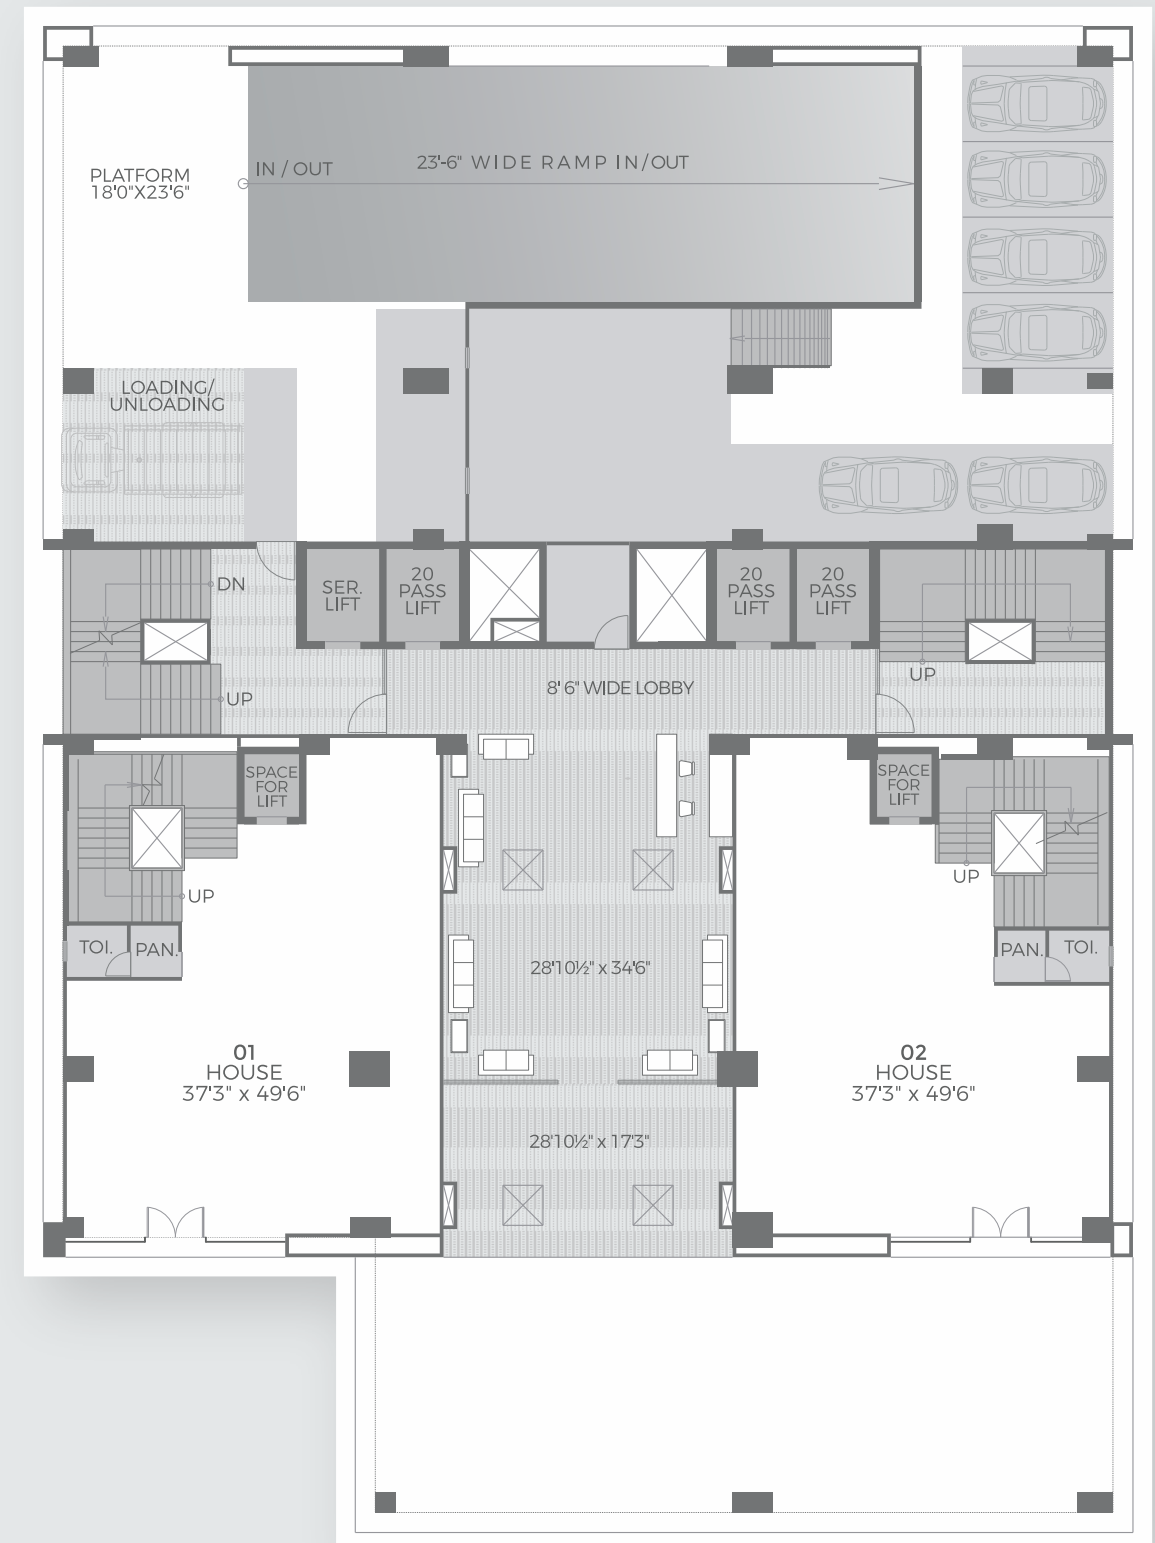 PLATFORM
18'0"X23'6"
IN / OUT
23'-6" WIDE RAMP IN/OUT
LOADING/
UNLOADING
DN
UP
SER.
LIFT
20
PASS
LIFT
20
PASS
LIFT
20
PASS
LIFT
UP
8' 6" WIDE LOBBY
SPACE
FOR
LIFT
SPACE
FOR
LIFT
UP
UP
TOI.
PAN.
PAN.
TOI.
28'10½" x 34'6"
01
HOUSE
37'3" x 49'6"
02
HOUSE
37'3" x 49'6"
28'10½" x 17'3"